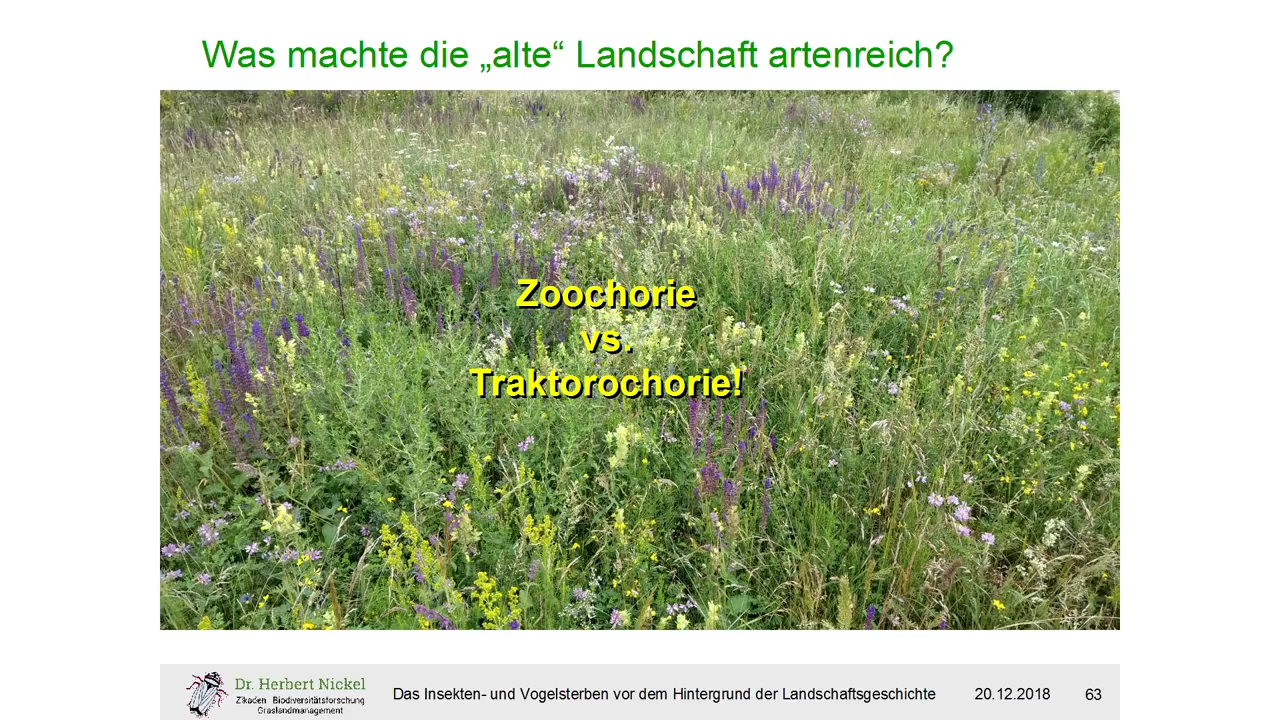 Was machte die „alte“ Landschaft artenreich?
Zoochorie
vs.
Traktorochorie!
Dr. Herbert Nickel
Zikaden Biodiversitätsforschung
Graslandmanagement
Das Insekten- und Vogelsterben vor dem Hintergrund der Landschaftsgeschichte
20.12.2018
63